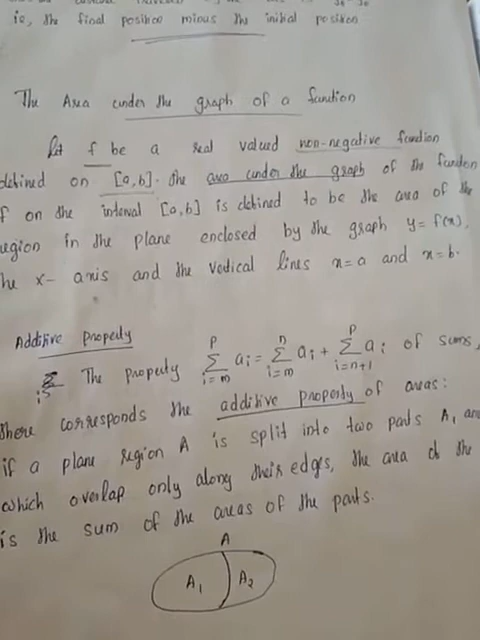 ie, the final position minus the initial position
The Area under the graph of a function
Let f be a real valued non-negative function
defined on [a,b]. The area under the graph of the function
f on the interval [a,b] is defined to be the area of the
region in the plane enclosed by the graph y = f(x),
the x- axis and the vertical lines x=a and x=b.
Additive Property
The property \sum_{i=m}^{p} a_i = \sum_{i=m}^{n} a_i + \sum_{i=n+1}^{p} a_i of sums,
there corresponds the additive property of areas:
if a plane region A is split into two parts A₁ and
which overlap only along their edges, the area of the
is the sum of the areas of the parts.
A
A₁ A₂